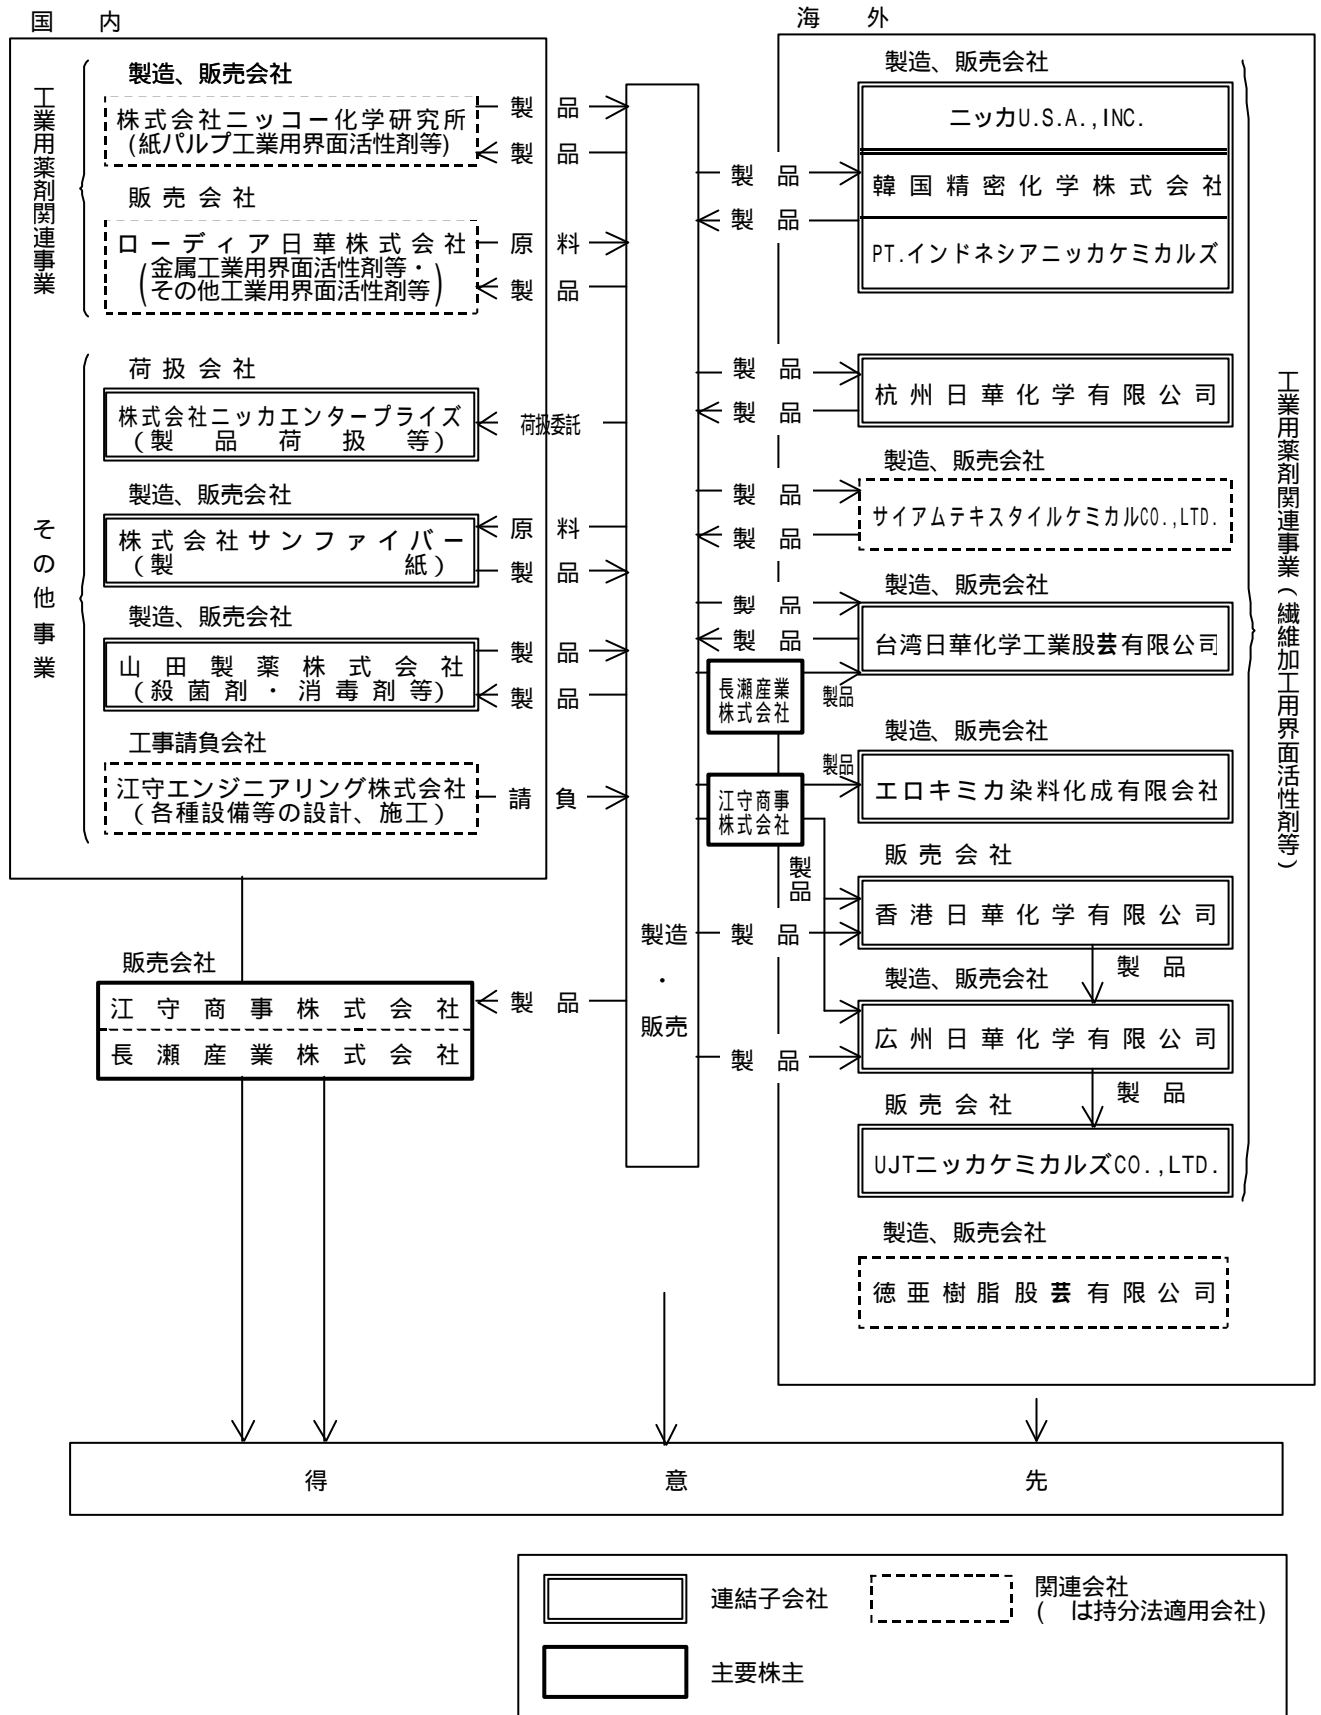 国 内
工業用薬剤関連事業
製造、販売会社
株式会社ニッコー化学研究所
(紙パルプ工業用界面活性剤等)
製 品
製 品
販売会社
ローディア日華株式会社
(金属工業用界面活性剤等・
その他工業用界面活性剤等)
原 料
製 品
その他事業
荷扱会社
株式会社ニッカエンタープライズ
(製品荷扱等)
荷扱委託
製造、販売会社
株式会社サンファイバー
(製 紙)
原 料
製 品
製造、販売会社
山田製薬株式会社
(殺菌剤・消毒剤等)
製 品
製 品
工事請負会社
江守エンジニアリング株式会社
(各種設備等の設計、施工)
請 負
販売会社
江守商事株式会社
長瀬産業株式会社
製 品
製造
・
販売
海 外
製造、販売会社
ニッカU.S.A.,INC.
韓国精密化学株式会社
PT.インドネシアニッカケミカルズ
製 品
製 品
杭州日華化学有限公司
製 品
製 品
製造、販売会社
サイアムテキスタイルケミカルCO.,LTD.
製 品
製 品
製造、販売会社
台湾日華化学工業股芸有限公司
製 品
製 品
長瀬産業
株式会社
製品
製造、販売会社
エロキミカ染料化成有限会社
製品
江守商事
株式会社
製品
販売会社
香港日華化学有限公司
製 品
製 品
製造、販売会社
広州日華化学有限公司
製 品
製 品
販売会社
UJTニッカケミカルズCO.,LTD.
製造、販売会社
徳亜樹脂股芸有限公司
工業用薬剤関連事業(繊維加工用界面活性剤等)
得 意 先
連結子会社
関連会社
( は持分法適用会社)
主要株主